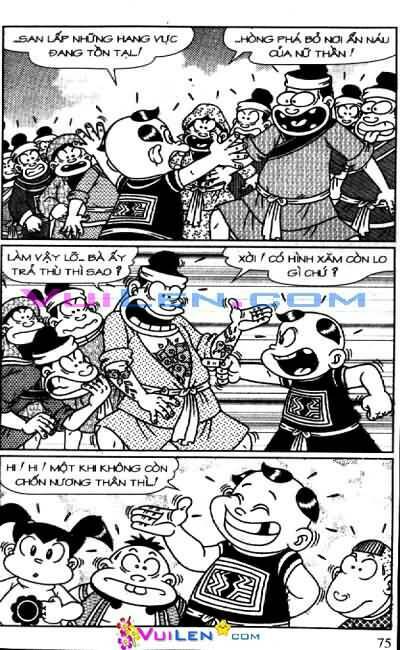 ...SAN LẤP NHỮNG HANG VỰC
ĐANG TỒN TẠI!
...HÒNG PHÁ BỎ NƠI ẨN NÁU
CỦA NỮ THẦN!
LÀM VẬY LỠ... BÀ ẤY
TRẢ THÙ THÌ SAO?
XỜI! CÓ HÌNH XĂM CÒN LO
GÌ CHỨ?
VUILEN.COM
HI! HI! MỘT KHI KHÔNG CÒN
CHỐN NƯƠNG THÂN THÌ...
75
VUILEN.COM